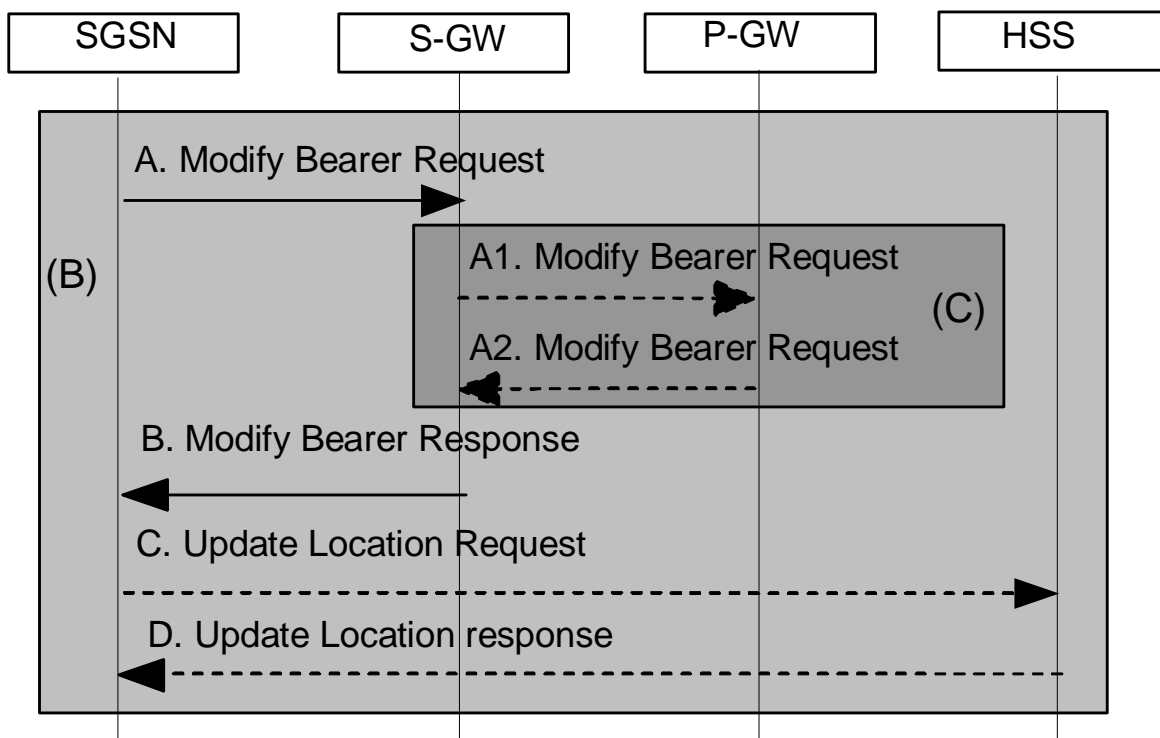 SGSN
S-GW
P-GW
HSS
A. Modify Bearer Request
(B)
A1. Modify Bearer Request
(C)
A2. Modify Bearer Request
B. Modify Bearer Response
C. Update Location Request
D. Update Location response